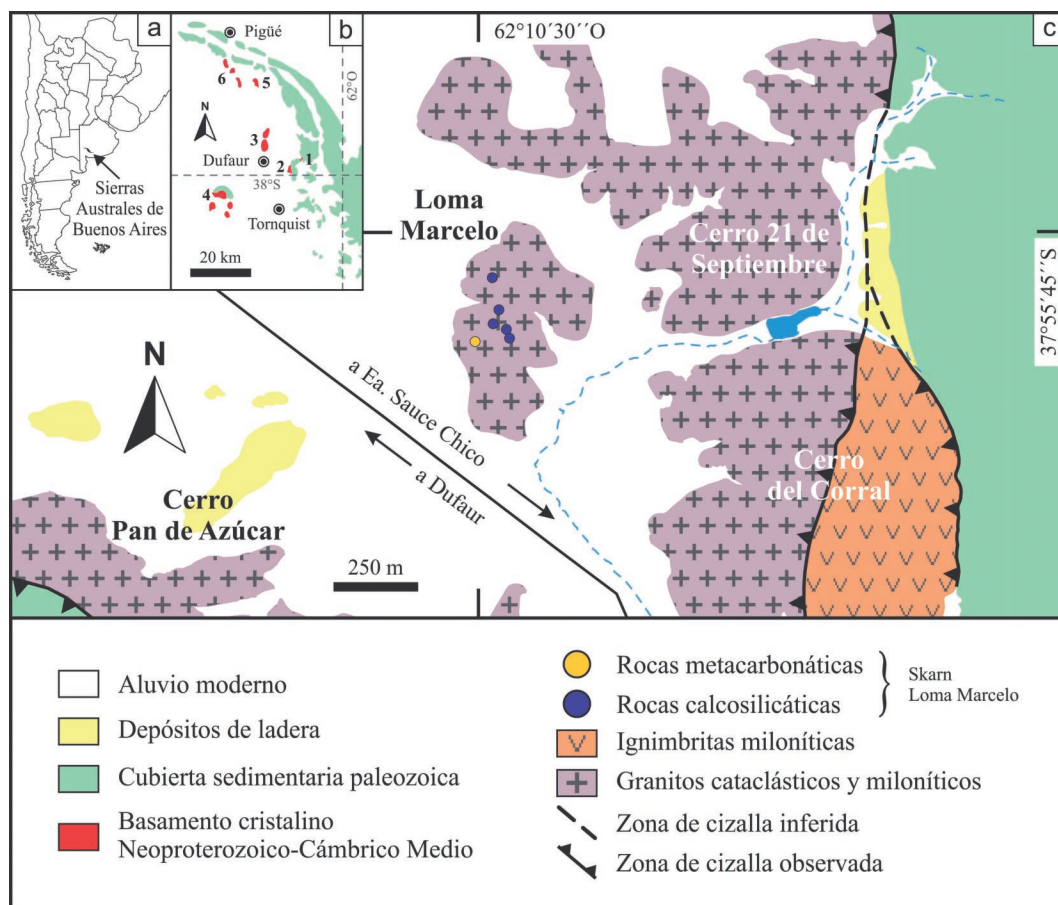 a
Sierras
Australes de
Buenos Aires
b
Pigüé
62°O
6
5
N
3
Dufaur
2
1
38°S
4
Tornquist
20 km
62°10´30´´O
c
Loma
Marcelo
Cerro 21 de
Septiembre
37°55´45´´S
N
a Ea. Sauce Chico
a Dufaur
Cerro
Pan de Azúcar
Cerro
del Corral
250 m
Aluvio moderno
Depósitos de ladera
Cubierta sedimentaria paleozoica
Basamento cristalino
Neoproterozoico-Cámbrico Medio
Rocas metacarbonáticas
Rocas calcosilicáticas
Skarn
Loma Marcelo
Ignimbritas miloníticas
Granitos cataclásticos y miloníticos
Zona de cizalla inferida
Zona de cizalla observada